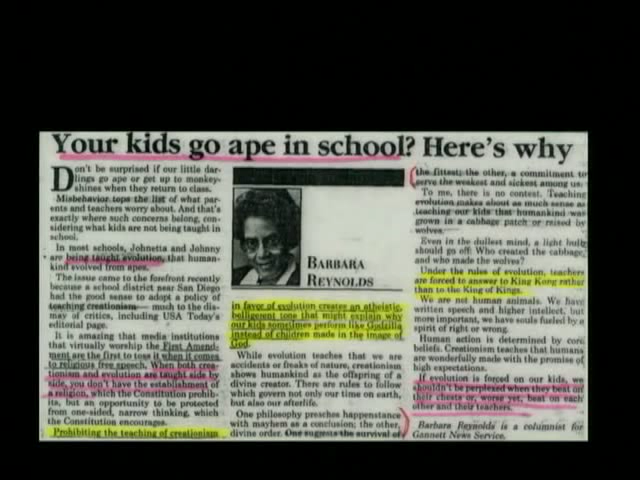 Your kids go ape in school? Here's why
Don't be surprised if our little dar-
lings go ape or get up to monkey-
shines when they return to class.
Misbehavior tops the list of what par-
ents and teachers worry about. And that's
exactly where such concerns belong, con-
sidering what kids are not being taught in
school.
In most schools, Johnetta and Johnny
are being taught evolution, that human-
kind evolved from apes.
The issue came to the forefront recently
because a school district near San Diego
had the good sense to adopt a policy of
teaching creationism — much to the dis-
may of critics, including USA Today's
editorial page.
It is amazing that media institutions
that virtually worship the First Amend-
ment are the first to toss it when it comes
to religious free speech. When both cre-
ationism and evolution are taught side by
side, you don't have the establishment of
a religion, which the Constitution prohib-
its, but an opportunity to be protected
from one-sided, narrow thinking, which
the Constitution encourages.
Prohibiting the teaching of creationism
BARBARA
REYNOLDS
in favor of evolution creates an atheistic,
belligerent tone that might explain why
our kids sometimes perform like Godzilla
instead of children made in the image of
God.
While evolution teaches that we are
accidents or freaks of nature, creationism
shows humankind as the offspring of a
divine creator. There are rules to follow
which govern not only our time on earth,
but also our afterlife.
One philosophy preaches happenstance
with mayhem as a conclusion; the other,
divine order. One suggests the survival of
the fittest; the other, a commitment to
serve the weakest and sickest among us.
To me, there is no contest. Teaching
evolution makes about as much sense as
teaching our kids that humankind was
grown in a cabbage patch or raised by
wolves.
Even in the dullest mind, a light bulb
should go off: Who created the cabbage,
and who made the wolves?
Under the rules of evolution, teachers
are forced to answer to King Kong rather
than to the King of Kings.
We are not human animals. We have
written speech and higher intellect, but
more important, we have souls fueled by a
spirit of right or wrong.
Human action is determined by core
beliefs. Creationism teaches that humans
are wonderfully made with the promise of
high expectations.
If evolution is forced on our kids, we
shouldn't be perplexed when they beat on
their chests or, worse yet, beat on each
other and their teachers.
Barbara Reynolds is a columnist for
Gannett News Service.